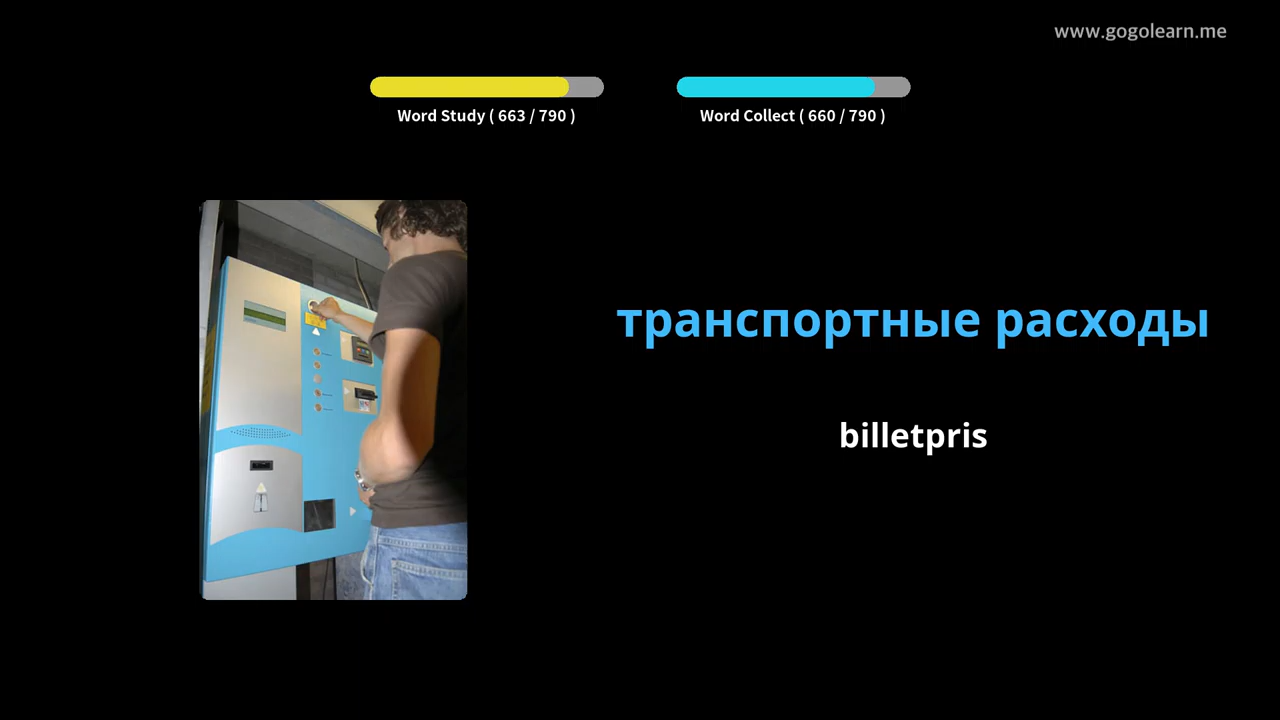 www.gogolearn.me
Word Study ( 663 / 790 )
Word Collect ( 660 / 790 )
транспортные расходы
billetpris